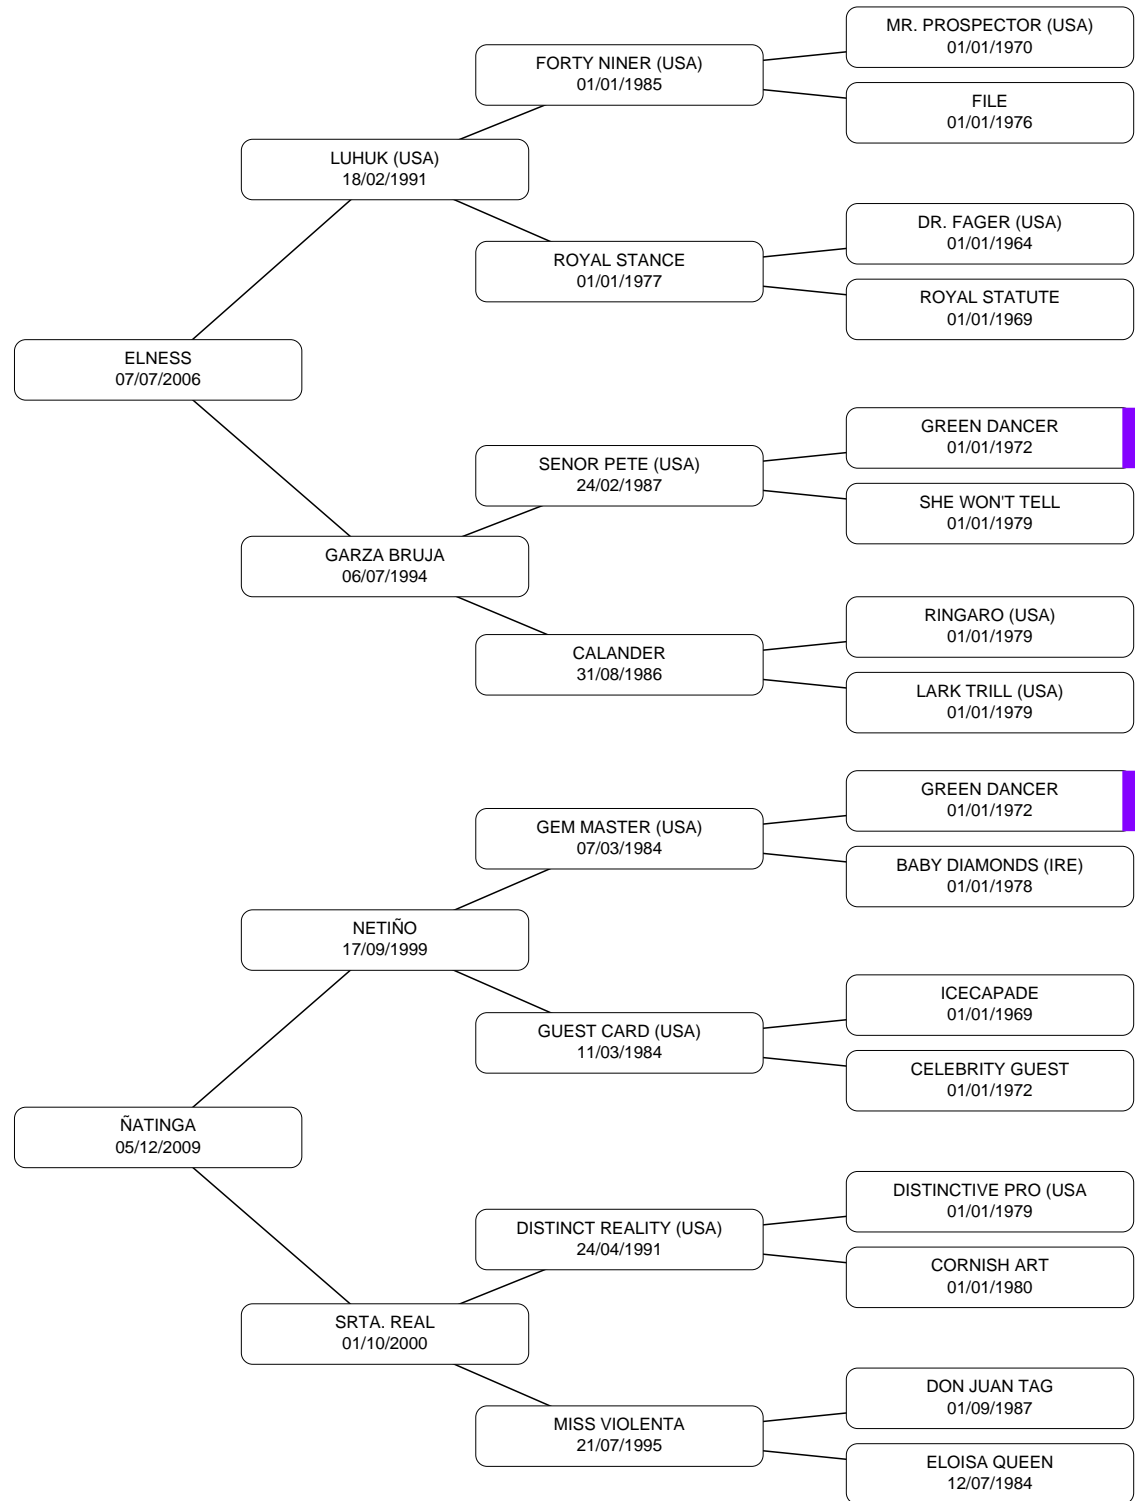 MR. PROSPECTOR (USA)
01/01/1970
FORTY NINER (USA)
01/01/1985
FILE
01/01/1976
LUHUK (USA)
18/02/1991
DR. FAGER (USA)
01/01/1964
ROYAL STANCE
01/01/1977
ROYAL STATUTE
01/01/1969
ELNESS
07/07/2006
GREEN DANCER
01/01/1972
SENOR PETE (USA)
24/02/1987
SHE WON'T TELL
01/01/1979
GARZA BRUJA
06/07/1994
RINGARO (USA)
01/01/1979
CALANDER
31/08/1986
LARK TRILL (USA)
01/01/1979
GREEN DANCER
01/01/1972
GEM MASTER (USA)
07/03/1984
BABY DIAMONDS (IRE)
01/01/1978
NETIÑO
17/09/1999
ICECAPADE
01/01/1969
GUEST CARD (USA)
11/03/1984
CELEBRITY GUEST
01/01/1972
ÑATINGA
05/12/2009
DISTINCTIVE PRO (USA
01/01/1979
DISTINCT REALITY (USA)
24/04/1991
CORNISH ART
01/01/1980
SRTA. REAL
01/10/2000
DON JUAN TAG
01/09/1987
MISS VIOLENTA
21/07/1995
ELOISA QUEEN
12/07/1984